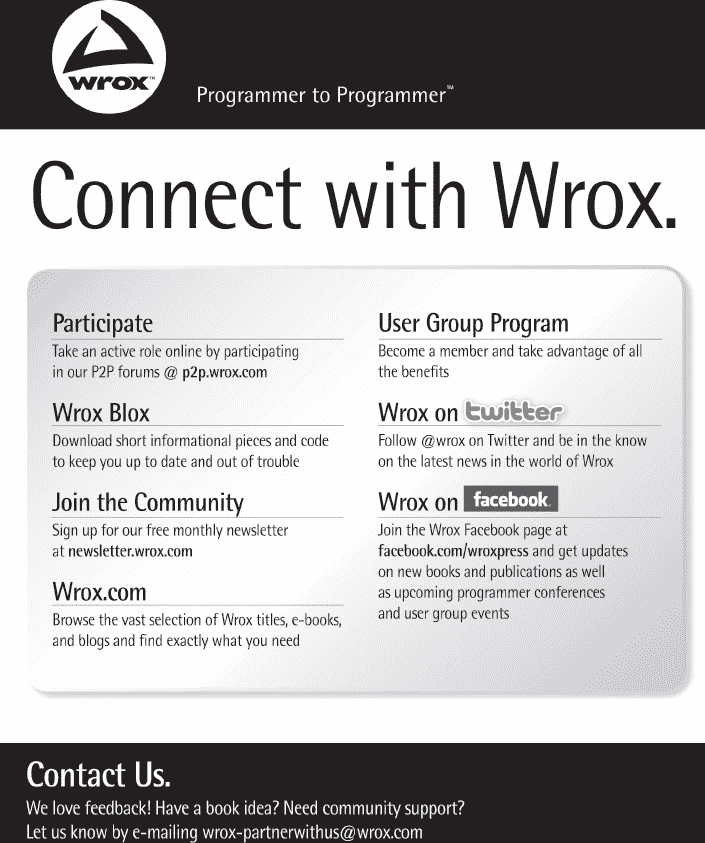 wrox™
Programmer to Programmer™
Connect with Wrox.
Participate
Take an active role online by participating
in our P2P forums @ p2p.wrox.com
Wrox Blox
Download short informational pieces and code
to keep you up to date and out of trouble
Join the Community
Sign up for our free monthly newsletter
at newsletter.wrox.com
Wrox.com
Browse the vast selection of Wrox titles, e-books,
and blogs and find exactly what you need
User Group Program
Become a member and take advantage of all
the benefits
Wrox on twitter
Follow @wrox on Twitter and be in the know
on the latest news in the world of Wrox
Wrox on facebook.
Join the Wrox Facebook page at
facebook.com/wroxpress and get updates
on new books and publications as well
as upcoming programmer conferences
and user group events
Contact Us.
We love feedback! Have a book idea? Need community support?
Let us know by e-mailing wrox-partnerwithus@wrox.com